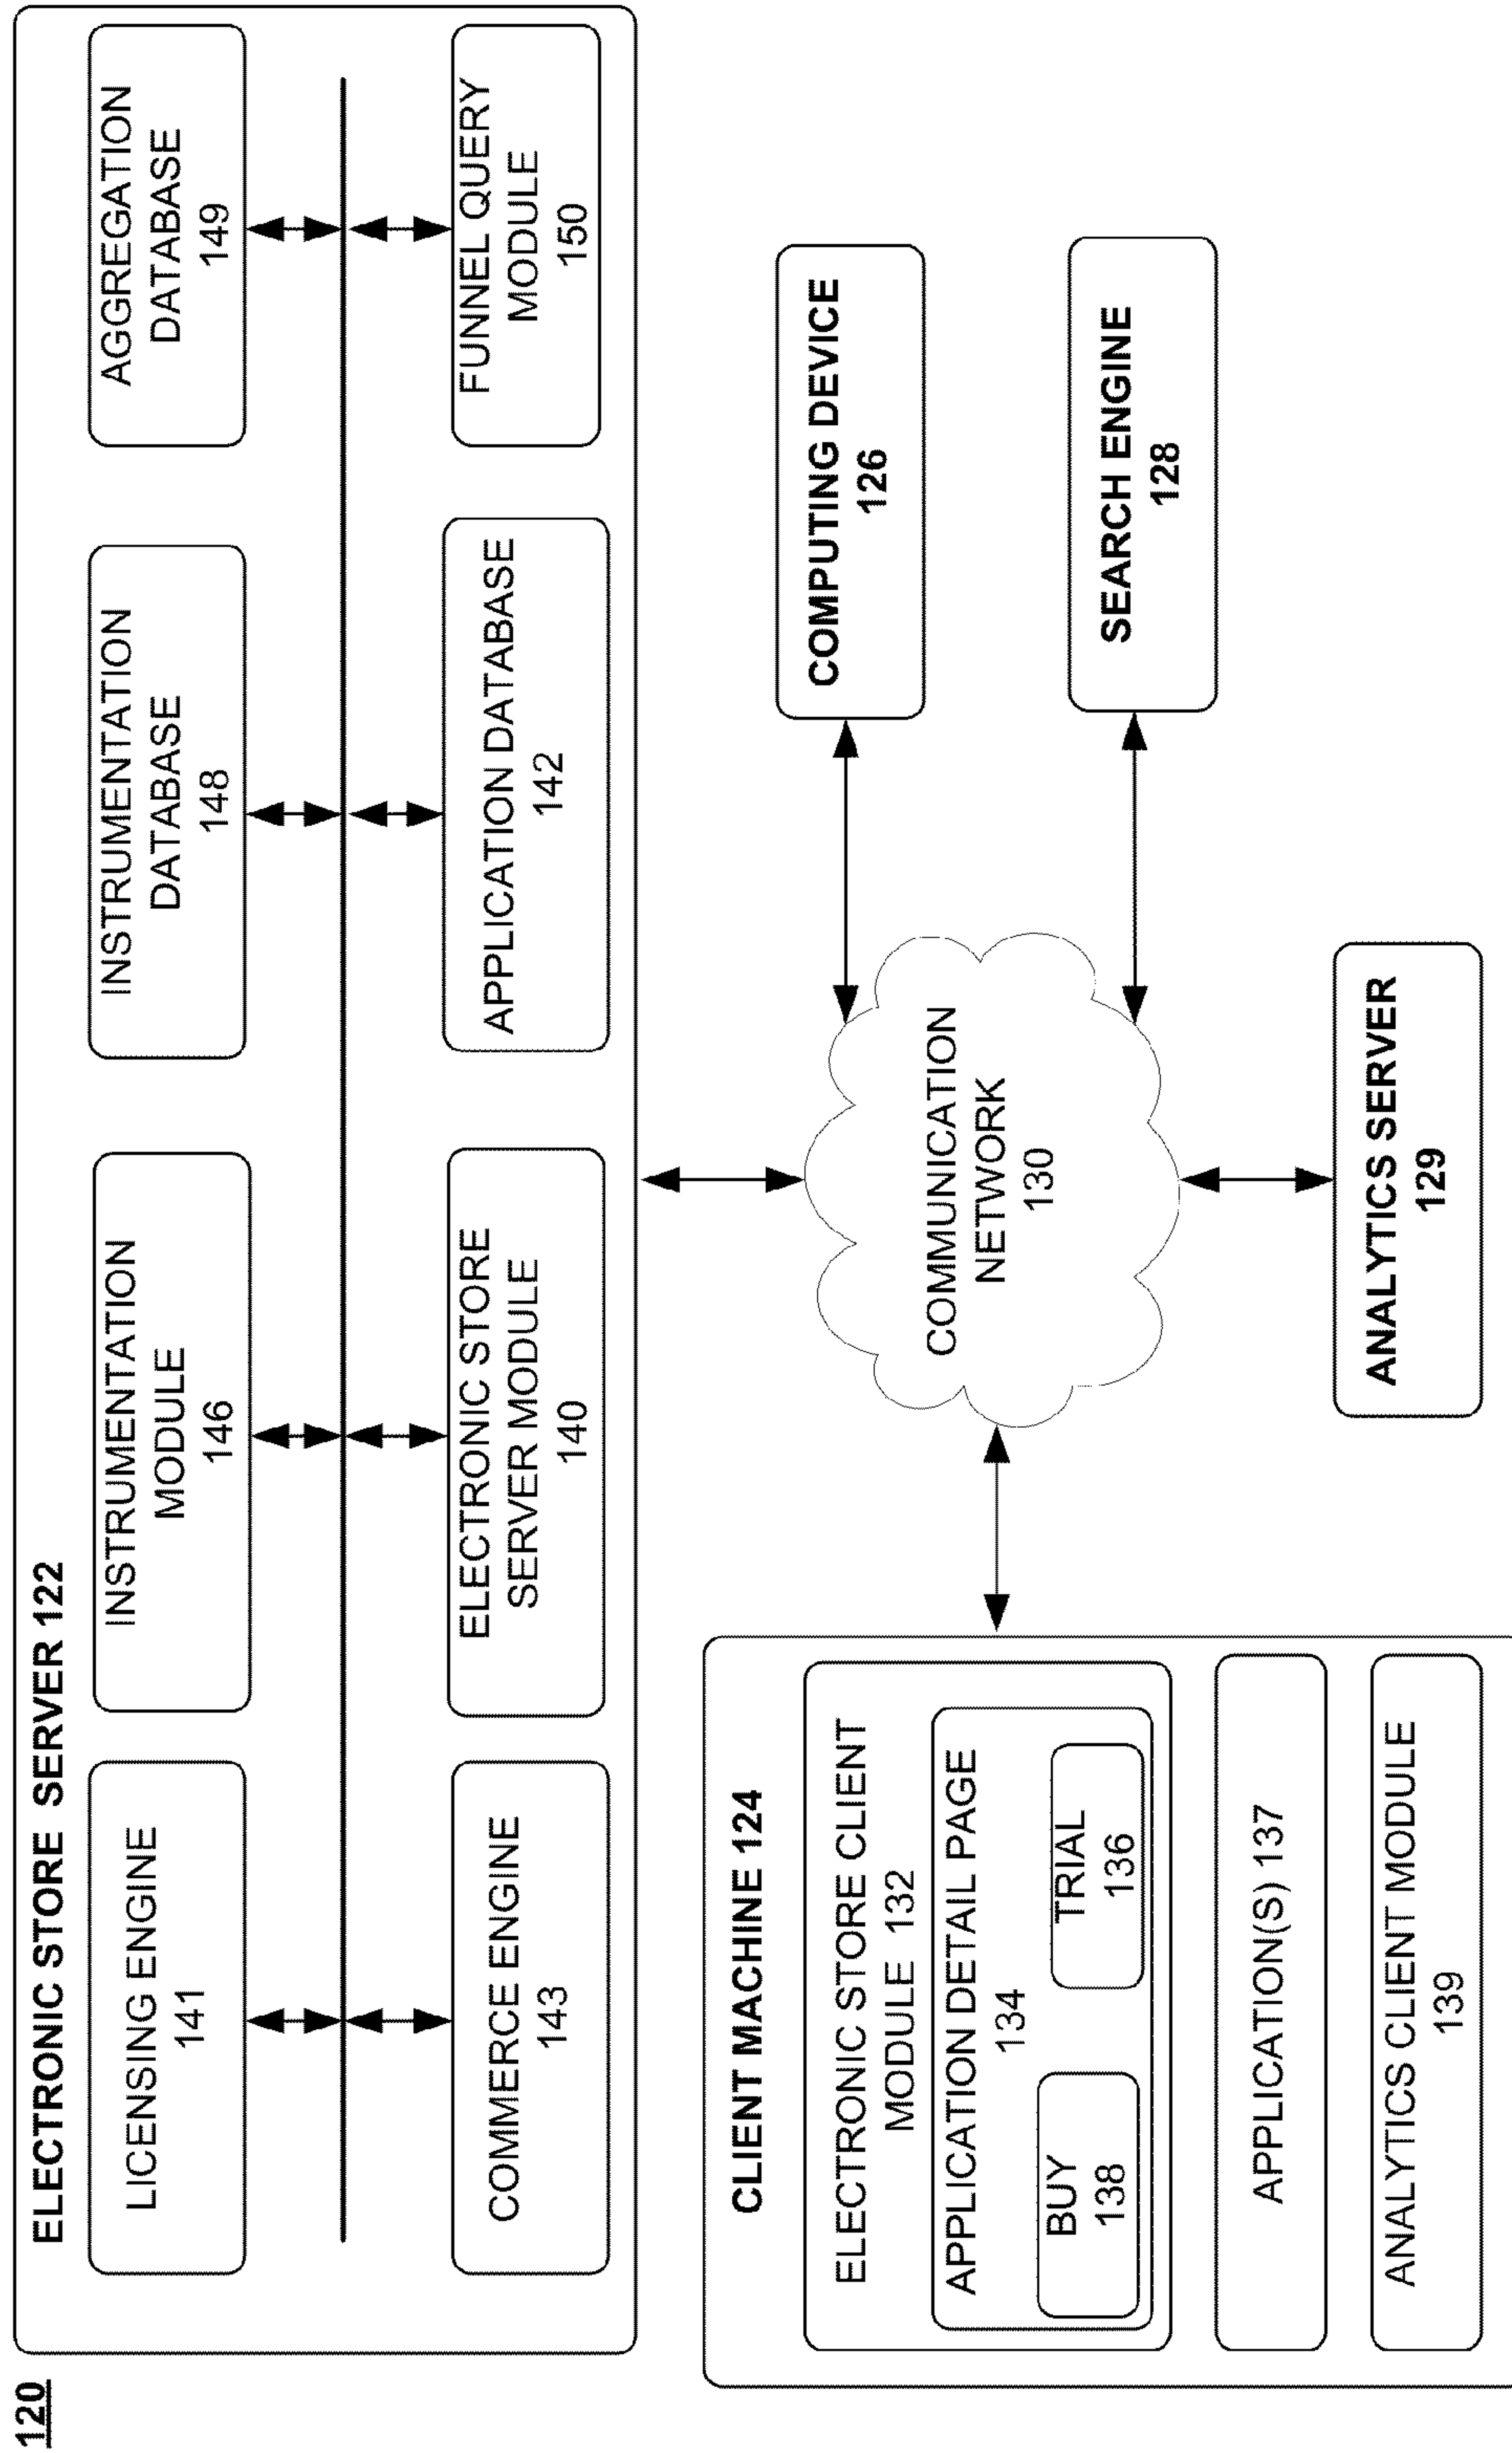 120
ELECTRONIC STORE SERVER 122
LICENSING ENGINE
141
INSTRUMENTATION
MODULE
146
INSTRUMENTATION
DATABASE
148
AGGREGATION
DATABASE
149
COMMERCE ENGINE
143
ELECTRONIC STORE
SERVER MODULE
140
APPLICATION DATABASE
142
FUNNEL QUERY
MODULE
150
CLIENT MACHINE 124
ELECTRONIC STORE CLIENT
MODULE 132
APPLICATION DETAIL PAGE
134
BUY
138
TRIAL
136
APPLICATION(S) 137
ANALYTICS CLIENT MODULE
139
COMMUNICATION
NETWORK
130
COMPUTING DEVICE
126
SEARCH ENGINE
128
ANALYTICS SERVER
129